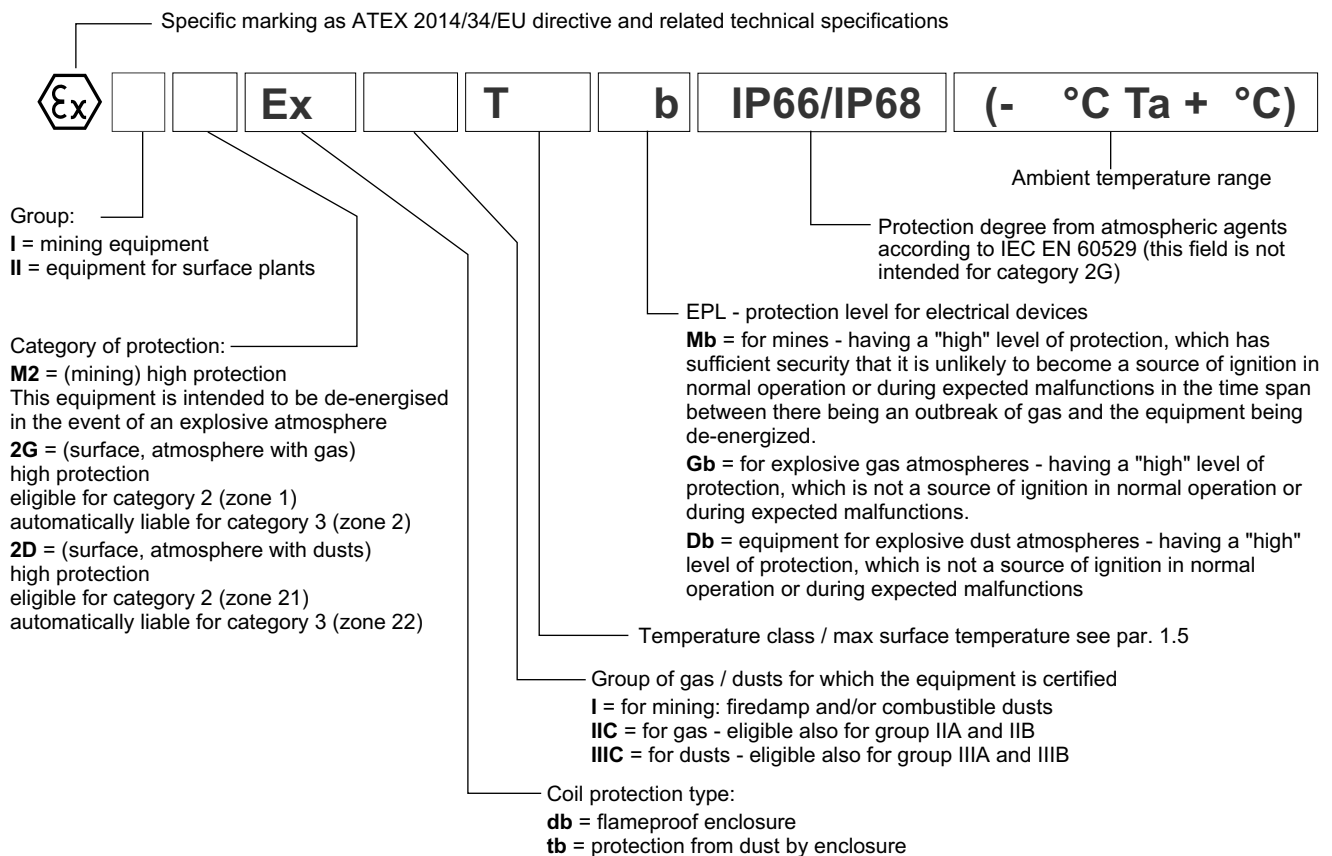 Specific marking as ATEX 2014/34/EU directive and related technical specifications
Ex Ex T b IP66/IP68 (- °C Ta + °C)
Ambient temperature range
Group:
I = mining equipment
II = equipment for surface plants
Protection degree from atmospheric agents
according to IEC EN 60529 (this field is not
intended for category 2G)
EPL - protection level for electrical devices
Mb = for mines - having a "high" level of protection, which has
sufficient security that it is unlikely to become a source of ignition in
normal operation or during expected malfunctions in the time span
between there being an outbreak of gas and the equipment being
de-energized.
Gb = for explosive gas atmospheres - having a "high" level of
protection, which is not a source of ignition in normal operation or
during expected malfunctions.
Db = equipment for explosive dust atmospheres - having a "high"
level of protection, which is not a source of ignition in normal
operation or during expected malfunctions
Category of protection:
M2 = (mining) high protection
This equipment is intended to be de-energised
in the event of an explosive atmosphere
2G = (surface, atmosphere with gas)
high protection
eligible for category 2 (zone 1)
automatically liable for category 3 (zone 2)
2D = (surface, atmosphere with dusts)
high protection
eligible for category 2 (zone 21)
automatically liable for category 3 (zone 22)
Temperature class / max surface temperature see par. 1.5
Group of gas / dusts for which the equipment is certified
I = for mining: firedamp and/or combustible dusts
IIC = for gas - eligible also for group IIA and IIB
IIIC = for dusts - eligible also for group IIIA and IIIB
Coil protection type:
db = flameproof enclosure
tb = protection from dust by enclosure